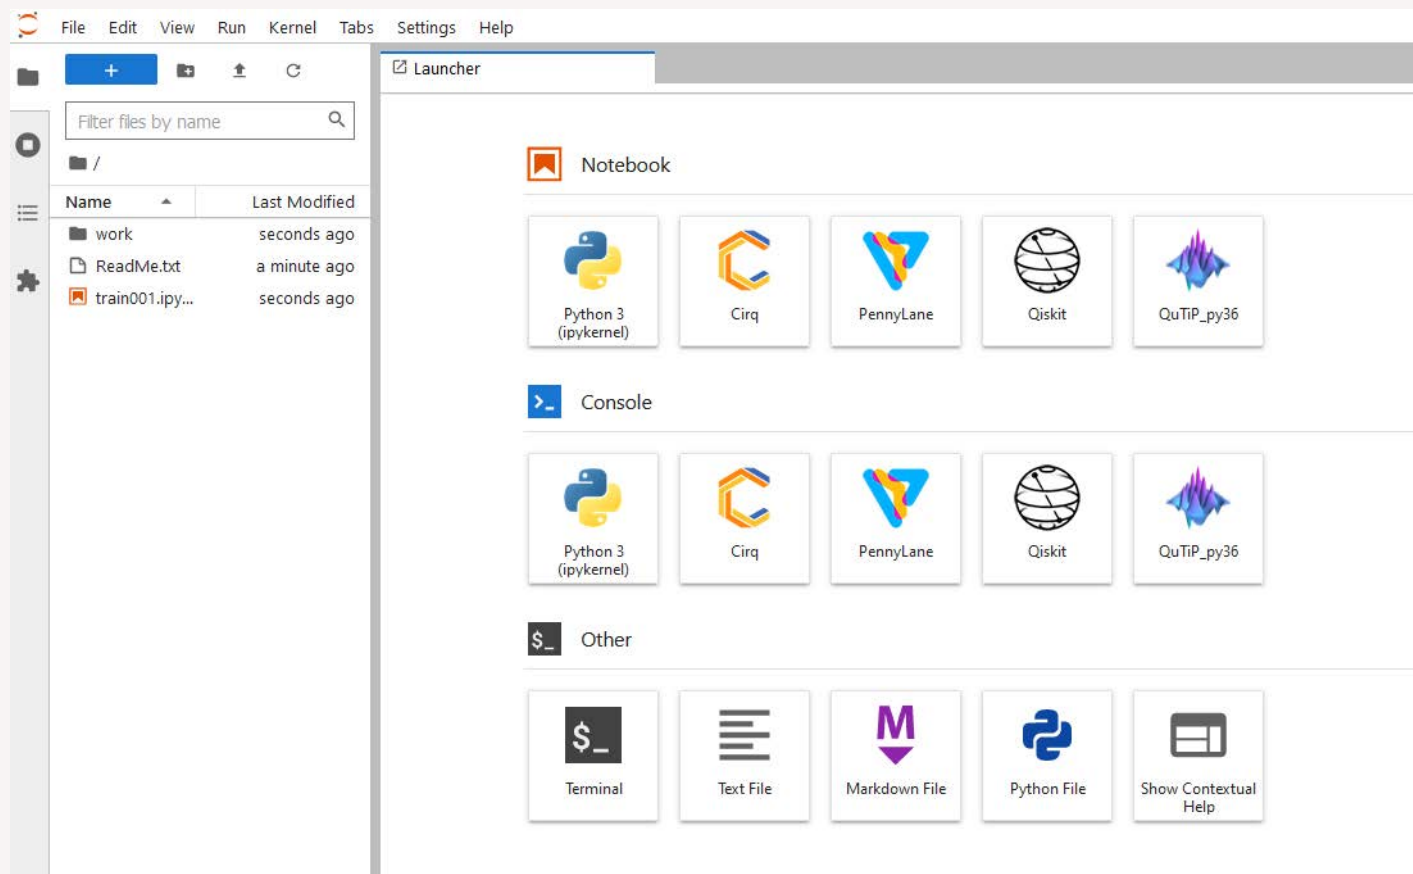 File Edit View Run Kernel Tabs Settings Help
+
Launcher
Filter files by name
/
Name Last Modified
work seconds ago
ReadMe.txt a minute ago
train001.ipy... seconds ago
Notebook
Python 3
(ipykernel)
Cirq
PennyLane
Qiskit
QuTiP_py36
>_ Console
Python 3
(ipykernel)
Cirq
PennyLane
Qiskit
QuTiP_py36
$_ Other
$_
Terminal
Text File
M
Markdown File
Python File
Show Contextual
Help